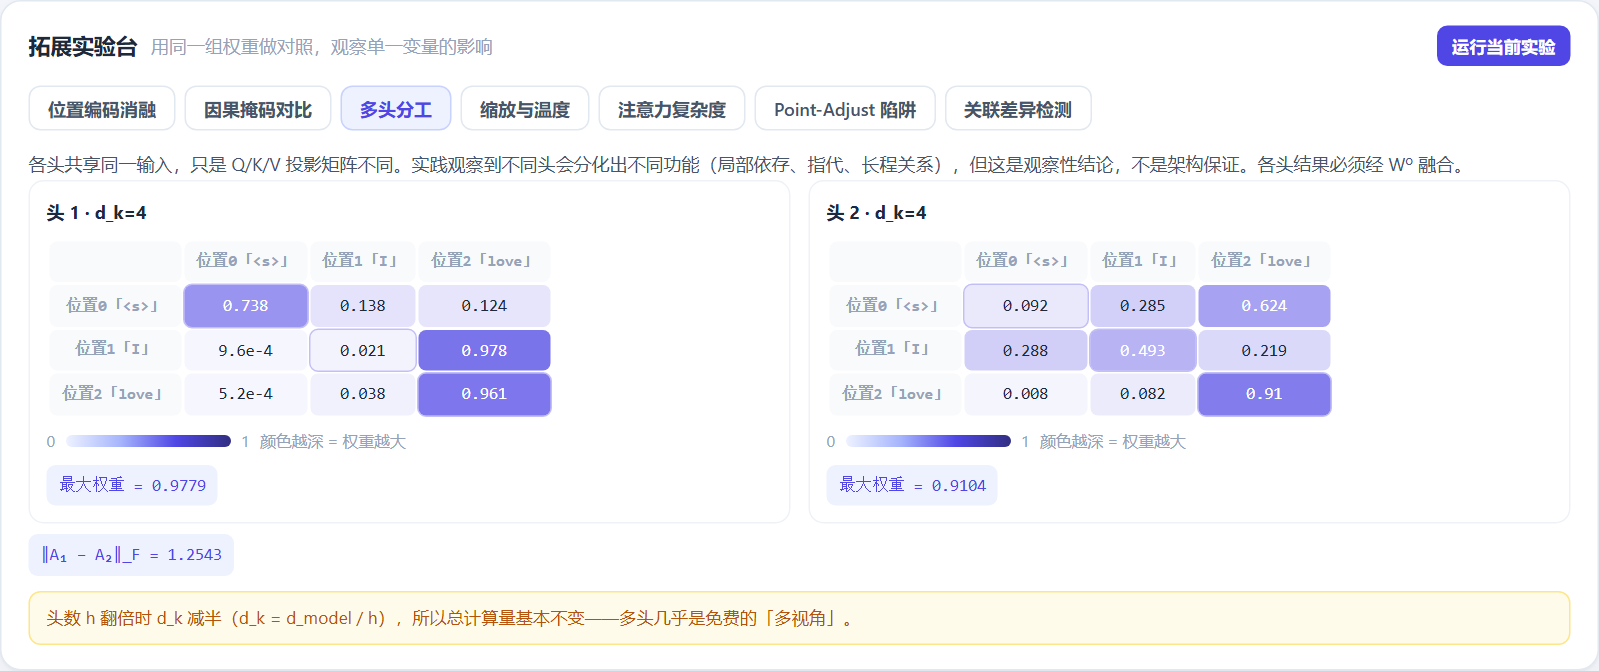 拓展实验台 用同一组权重做对照，观察单一变量的影响 运行当前实验
位置编码消融 因果掩码对比 多头分工 缩放与温度 注意力复杂度 Point-Adjust 陷阱 关联差异检测
各头共享同一输入，只是 Q/K/V 投影矩阵不同。实践观察到不同头会分化出不同功能（局部依存、指代、长程关系），但这是观察性结论，不是架构保证。各头结果必须经 Wᴼ 融合。
头 1 · d_k=4
位置0「<s>」 位置1「I」 位置2「love」
位置0「<s>」 0.738 0.138 0.124
位置1「I」 9.6e-4 0.021 0.978
位置2「love」 5.2e-4 0.038 0.961
0 1 颜色越深 = 权重越大
最大权重 = 0.9779
头 2 · d_k=4
位置0「<s>」 位置1「I」 位置2「love」
位置0「<s>」 0.092 0.285 0.624
位置1「I」 0.288 0.493 0.219
位置2「love」 0.008 0.082 0.91
0 1 颜色越深 = 权重越大
最大权重 = 0.9104
‖A₁ − A₂‖_F = 1.2543
头数 h 翻倍时 d_k 减半（d_k = d_model / h），所以总计算量基本不变——多头几乎是免费的「多视角」。